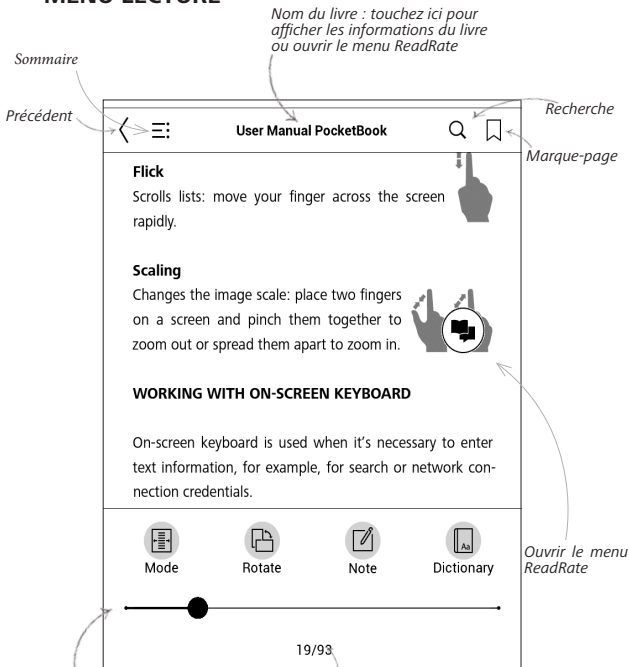 MENU LECTURE
Nom du livre : touchez ici pour
afficher les informations du livre
ou ouvrir le menu ReadRate
Sommaire
Précédent
Recherche
User Manual PocketBook
Marque-page
Flick
Scrolls lists: move your finger across the screen
rapidly.
Scaling
Changes the image scale: place two fingers
on a screen and pinch them together to
zoom out or spread them apart to zoom in.
WORKING WITH ON-SCREEN KEYBOARD
On-screen keyboard is used when it's necessary to enter
text information, for example, for search or network con-
nection credentials.
Aa
Mode Rotate Note Dictionary
Ouvrir le menu
ReadRate
19/93